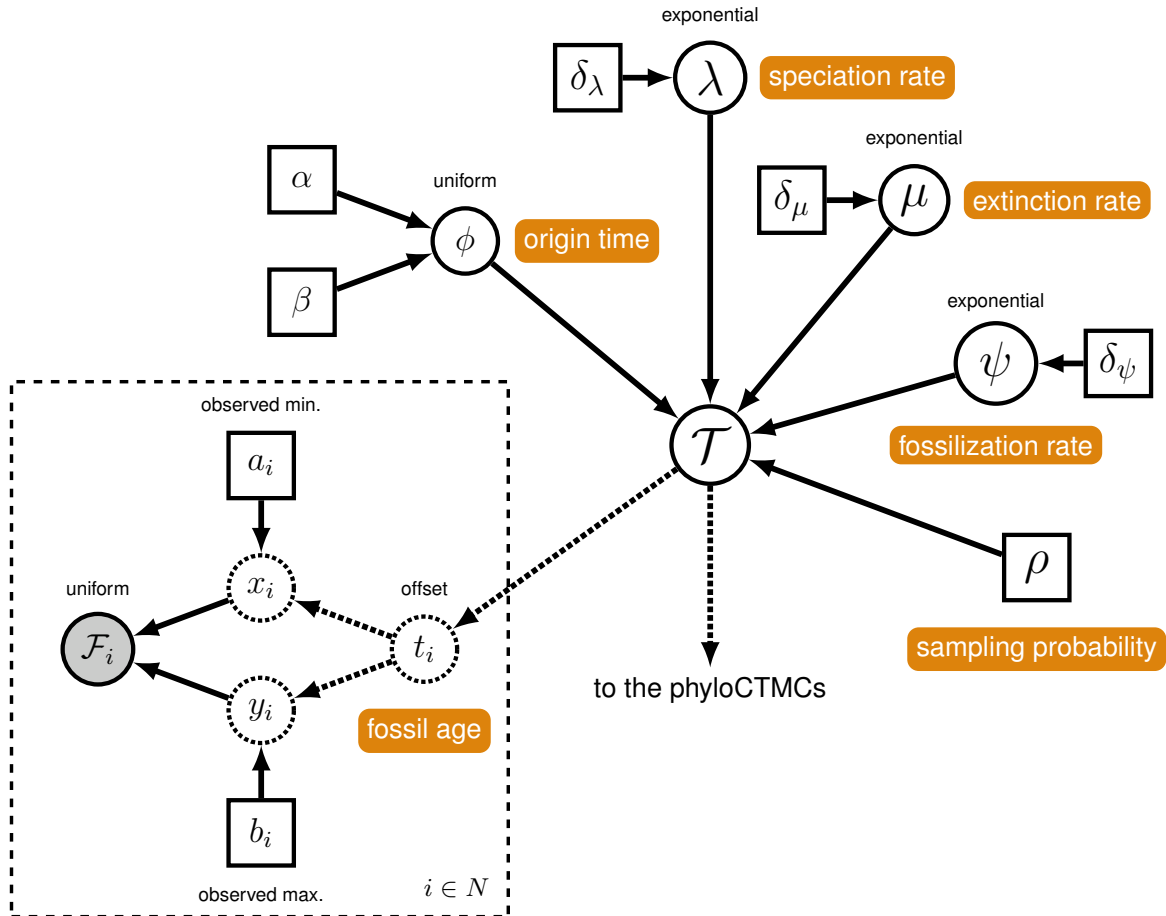 exponential
δ_λ
λ
speciation rate
exponential
α
uniform
δ_μ
μ
extinction rate
ϕ
origin time
β
exponential
ψ
δ_ψ
observed min.
𝒯
fossilization rate
a_i
ρ
uniform
x_i
offset
ℱ_i
t_i
sampling probability
y_i
to the phyloCTMCs
fossil age
b_i
observed max.
i ∈ N